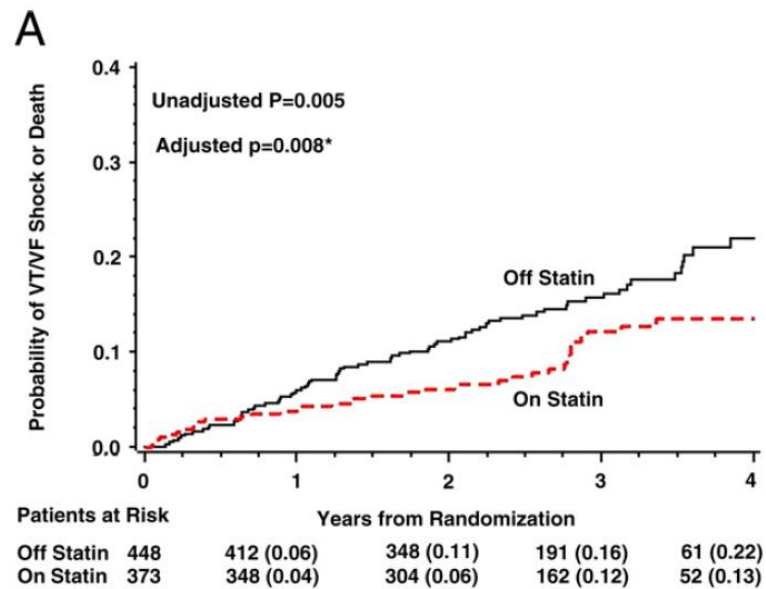 A
Probability of VT/VF Shock or Death
0.4
0.3
0.2
0.1
0.0
Unadjusted P=0.005
Adjusted p=0.008*
Off Statin
On Statin
0 1 2 3 4
Years from Randomization
Patients at Risk
Off Statin 448 412 (0.06) 348 (0.11) 191 (0.16) 61 (0.22)
On Statin 373 348 (0.04) 304 (0.06) 162 (0.12) 52 (0.13)